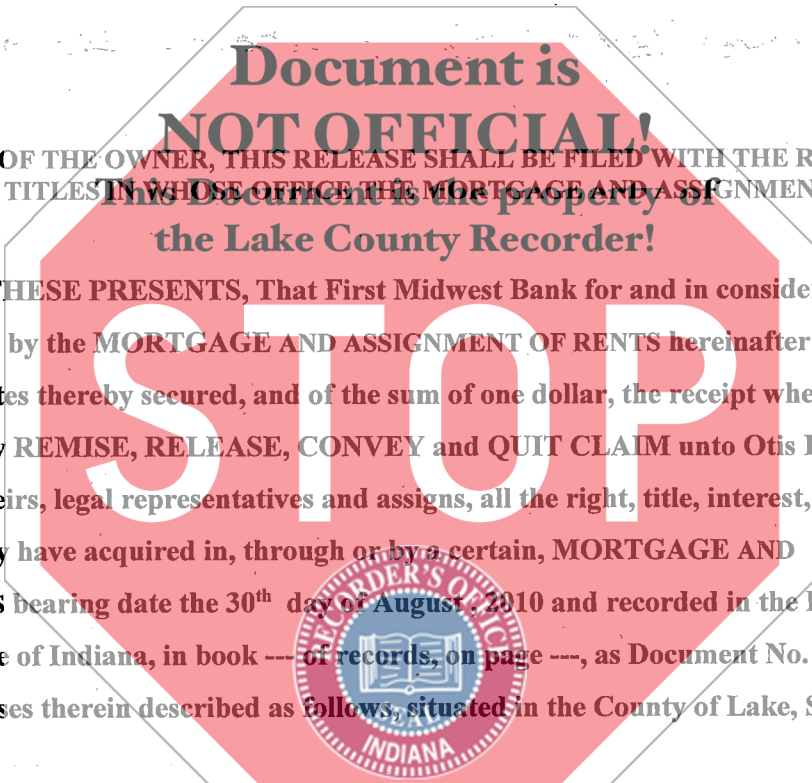 Document is
NOT OFFICIAL!
OF THE OWNER, THIS RELEASE SHALL BE FILED WITH THE R
TITLES IN WHOSE OFFICE THE MORTGAGE AND ASSIGNMEN
This Document is the property of
the Lake County Recorder!
THESE PRESENTS, That First Midwest Bank for and in conside
by the MORTGAGE AND ASSIGNMENT OF RENTS hereinafter
tes thereby secured, and of the sum of one dollar, the receipt whe
REMISE, RELEASE, CONVEY and QUIT CLAIM unto Otis
eirs, legal representatives and assigns, all the right, title, interest,
y have acquired in, through or by a certain, MORTGAGE AND
s bearing date the 30th day of August , 2010 and recorded in the
e of Indiana, in book --- of records, on page ---, as Document No.
ses therein described as follows, situated in the County of Lake, S
STOP
RECORDER'S OFFICE
SEAL
INDIANA